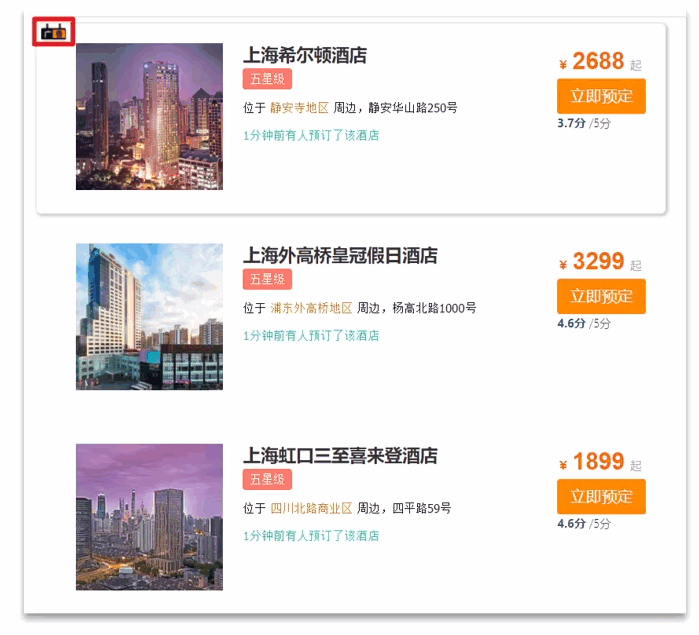 上海希尔顿酒店
五星级
位于 静安寺地区 周边，静安华山路250号
1分钟前有人预订了该酒店
¥ 2688 起
立即预定
3.7分 /5分
上海外高桥皇冠假日酒店
五星级
位于 浦东外高桥地区 周边，杨高北路1000号
1分钟前有人预订了该酒店
¥ 3299 起
立即预定
4.6分 /5分
上海虹口三至喜来登酒店
五星级
位于 四川北路商业区 周边，四平路59号
1分钟前有人预订了该酒店
¥ 1899 起
立即预定
4.6分 /5分